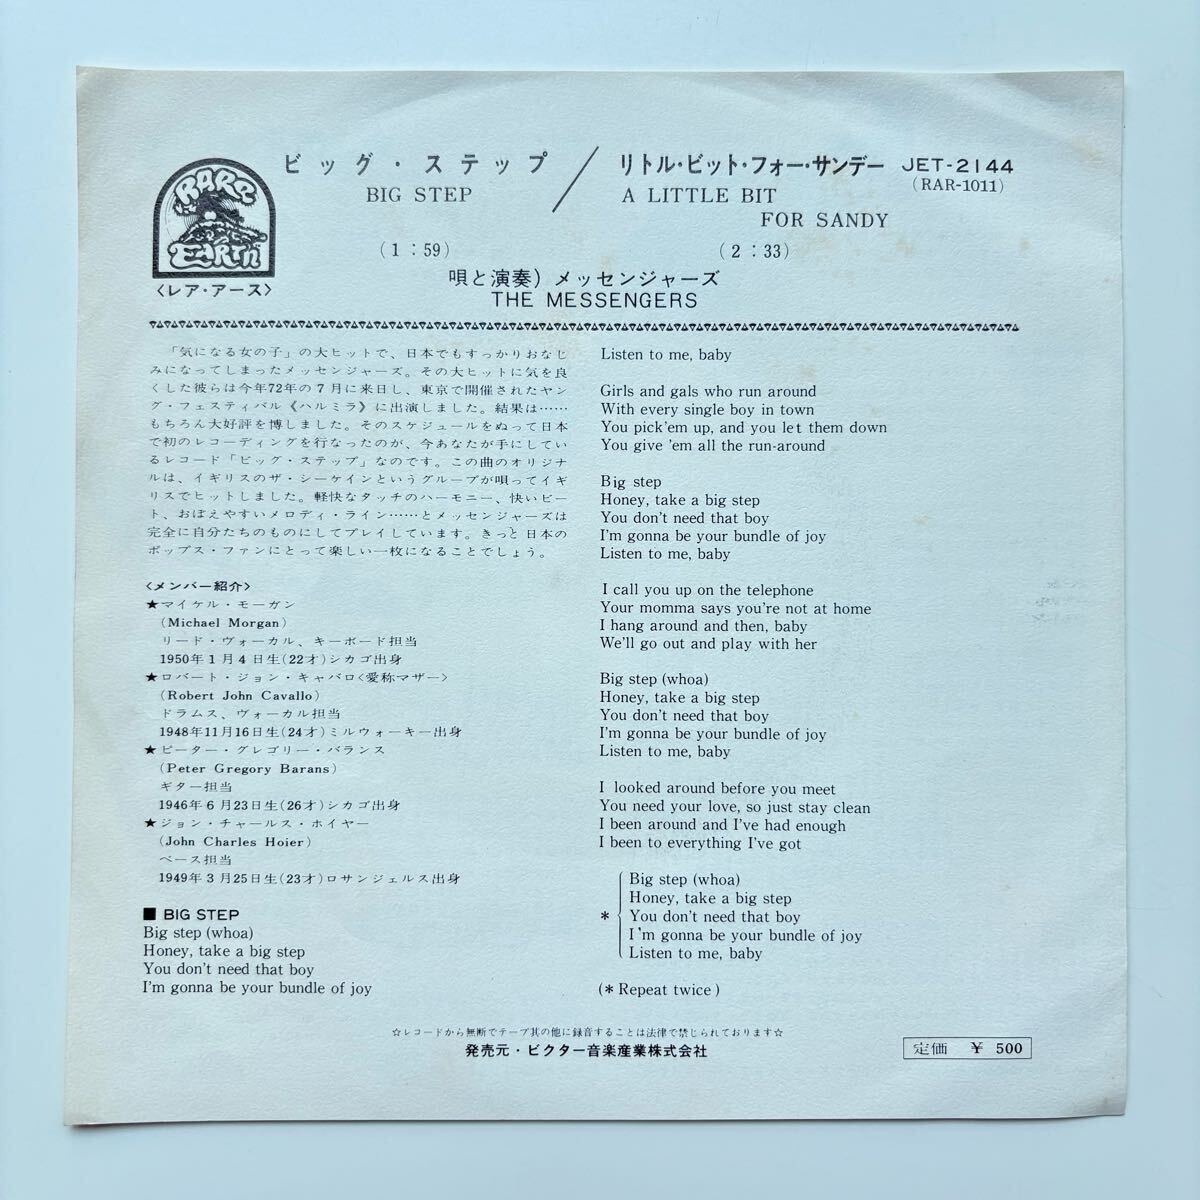 RARE
EARTH
〈レア・アース〉
ビッグ・ステップ
BIG STEP
(1:59)
リトル・ビット・フォー・サンデー
A LITTLE BIT
FOR SANDY
(2:33)
JET-2144
(RAR-1011)
唄と演奏) メッセンジャーズ
THE MESSENGERS
「気になる女の子」の大ヒットで、日本でもすっかりおなじ
みになってしまったメッセンジャーズ。その大ヒットに気を良
くした彼らは今年72年の7月に来日し、東京で開催されたヤン
グ・フェスティバル《ハルミラ》に出演しました。結果は……
もちろん大好評を博しました。そのスケジュールをぬって日本
で初のレコーディングを行なったのが、今あなたが手にしてい
るレコード「ビッグ・ステップ」なのです。この曲のオリジナ
ルは、イギリスのザ・シーケインというグループが唄ってイギ
リスでヒットしました。軽快なタッチのハーモニー、快いビー
ト、おぼえやすいメロディ・ライン……とメッセンジャーズは
完全に自分たちのものにしてプレイしています。きっと日本の
ポップス・ファンにとって楽しい一枚になることでしょう。
〈メンバー紹介〉
★マイケル・モーガン
(Michael Morgan)
リード・ヴォーカル、キーボード担当
1950年1月4日生(22才)シカゴ出身
★ロバート・ジョン・キャバロ〈愛称マザー〉
(Robert John Cavallo)
ドラムス、ヴォーカル担当
1948年11月16日生(24才)ミルウォーキー出身
★ピーター・グレゴリー・バランス
(Peter Gregory Barans)
ギター担当
1946年6月23日生(26才)シカゴ出身
★ジョン・チャールス・ホイヤー
(John Charles Hoier)
ベース担当
1949年3月25日生(23才)ロサンジェルス出身
■ BIG STEP
Big step (whoa)
Honey, take a big step
You don't need that boy
I'm gonna be your bundle of joy
Listen to me, baby
Girls and gals who run around
With every single boy in town
You pick'em up, and you let them down
You give 'em all the run-around
Big step
Honey, take a big step
You don't need that boy
I'm gonna be your bundle of joy
Listen to me, baby
I call you up on the telephone
Your momma says you're not at home
I hang around and then, baby
We'll go out and play with her
Big step (whoa)
Honey, take a big step
You don't need that boy
I'm gonna be your bundle of joy
Listen to me, baby
I looked around before you meet
You need your love, so just stay clean
I been around and I've had enough
I been to everything I've got
Big step (whoa)
Honey, take a big step
* You don't need that boy
I'm gonna be your bundle of joy
Listen to me, baby
(* Repeat twice)
☆レコードから無断でテープ其の他に録音することは法律で禁じられております☆
発売元・ビクター音楽産業株式会社
定価 ¥ 500